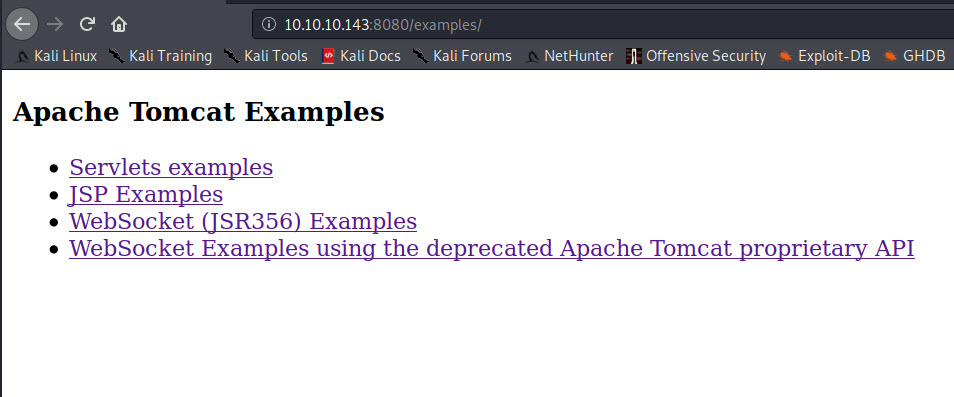 10.10.10.143:8080/examples/
Kali Linux Kali Training Kali Tools Kali Docs Kali Forums NetHunter Offensive Security Exploit-DB GHDB
Apache Tomcat Examples
Servlets examples
JSP Examples
WebSocket (JSR356) Examples
WebSocket Examples using the deprecated Apache Tomcat proprietary API